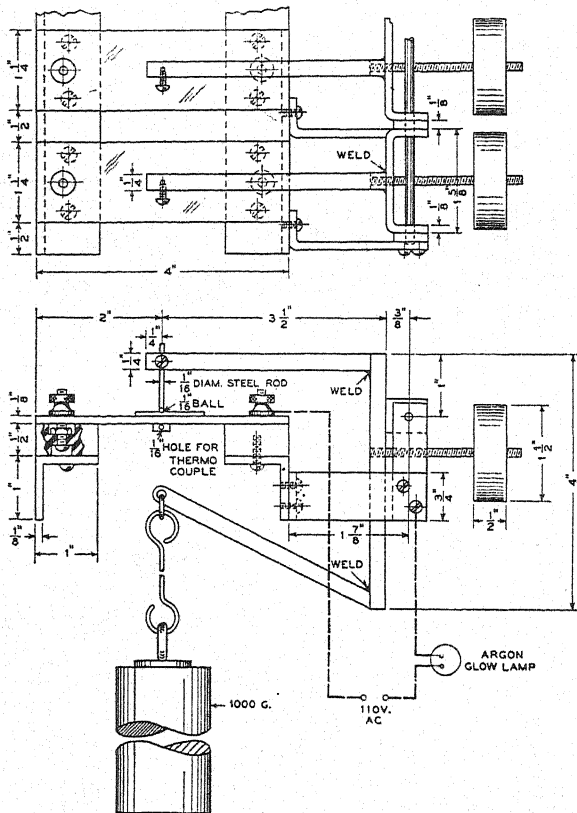 1 1/4"
1/2"
1 1/4"
1/2"
1/4"
WELD
1/8"
1/8"
1 5/8"
4"
2"
3 1/2"
3/8"
1/4"
1/4"
1/16" DIAM. STEEL ROD
1/16" BALL
1/8"
1/2"
1"
1/16" HOLE FOR
THERMO
COUPLE
1/8"
1"
WELD
1"
1 1/2"
1/2"
4"
3/4"
1 7/8"
WELD
ARGON
GLOW LAMP
110V.
AC
1000 G.